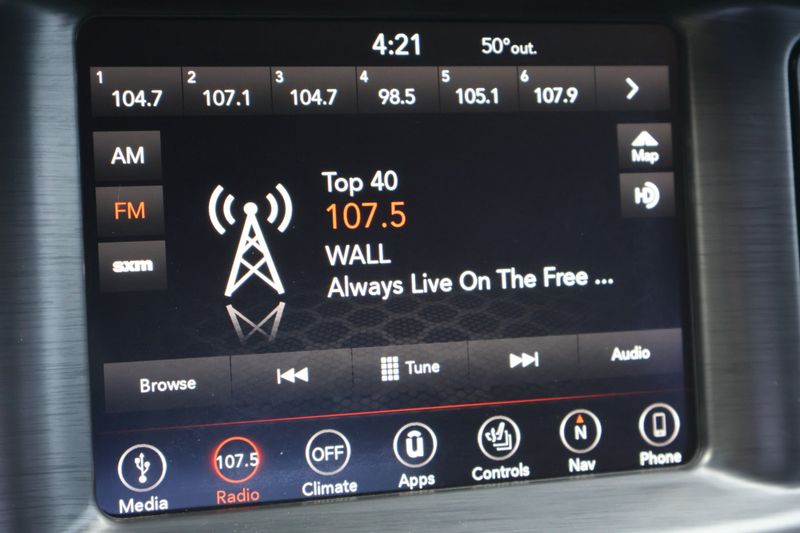 4:21 50°out.
1 2 3 4 5 6
104.7 107.1 104.7 98.5 105.1 107.9
AM
Map
FM
HD
sxm
Top 40
107.5
WALL
Always Live On The Free ...
Browse Tune Audio
107.5 OFF u N
Media Radio Climate Apps Controls Nav Phone